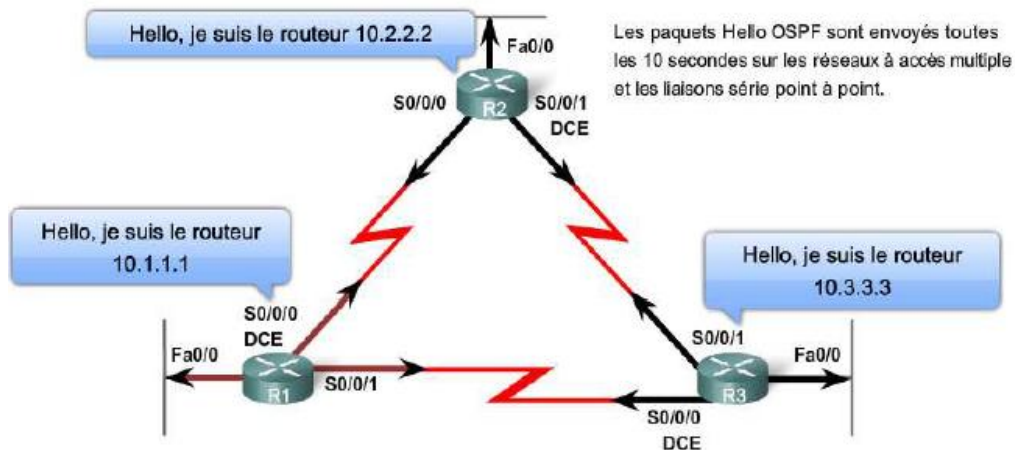 Hello, je suis le routeur 10.2.2.2
Fa0/0
Les paquets Hello OSPF sont envoyés toutes
les 10 secondes sur les réseaux à accès multiple
et les liaisons série point à point.
S0/0/0
R2
S0/0/1
DCE
Hello, je suis le routeur
10.1.1.1
Hello, je suis le routeur
10.3.3.3
S0/0/0
DCE
Fa0/0
R1
S0/0/1
S0/0/1
Fa0/0
R3
S0/0/0
DCE